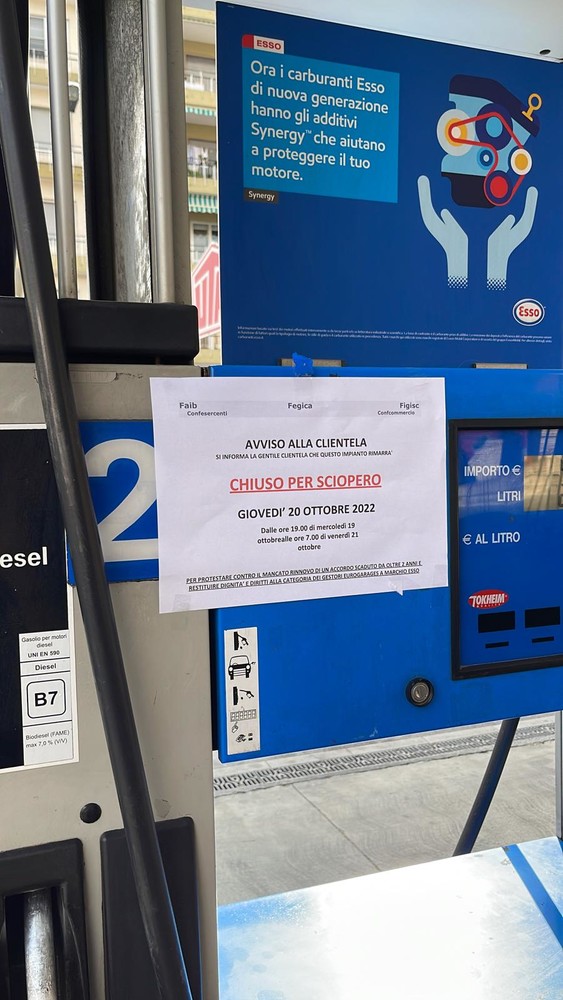 ESSO
Ora i carburanti Esso
di nuova generazione
hanno gli additivi
Synergy™ che aiutano
a proteggere il tuo
motore.
Synergy
Esso
Faib
Confesercenti
Fegica
Figisc
Confcommercio
AVVISO ALLA CLIENTELA
SI INFORMA LA GENTILE CLIENTELA CHE QUESTO IMPIANTO RIMARRA'
CHIUSO PER SCIOPERO
GIOVEDI' 20 OTTOBRE 2022
Dalle ore 19.00 di mercoledì 19
ottobrealle ore 7.00 di venerdì 21
ottobre
PER PROTESTARE CONTRO IL MANCATO RINNOVO DI UN ACCORDO SCADUTO DA OLTRE 2 ANNI E
RESTITUIRE DIGNITA' E DIRITTI ALLA CATEGORIA DEI GESTORI EUROGARAGES A MARCHIO ESSO
2
IMPORTO €
LITRI
€ AL LITRO
TOKHEIM
esel
Gasolio per motori
diesel
UNI EN 590
Diesel
B7
Biodiesel (FAME)
max 7,0 % (V/V)